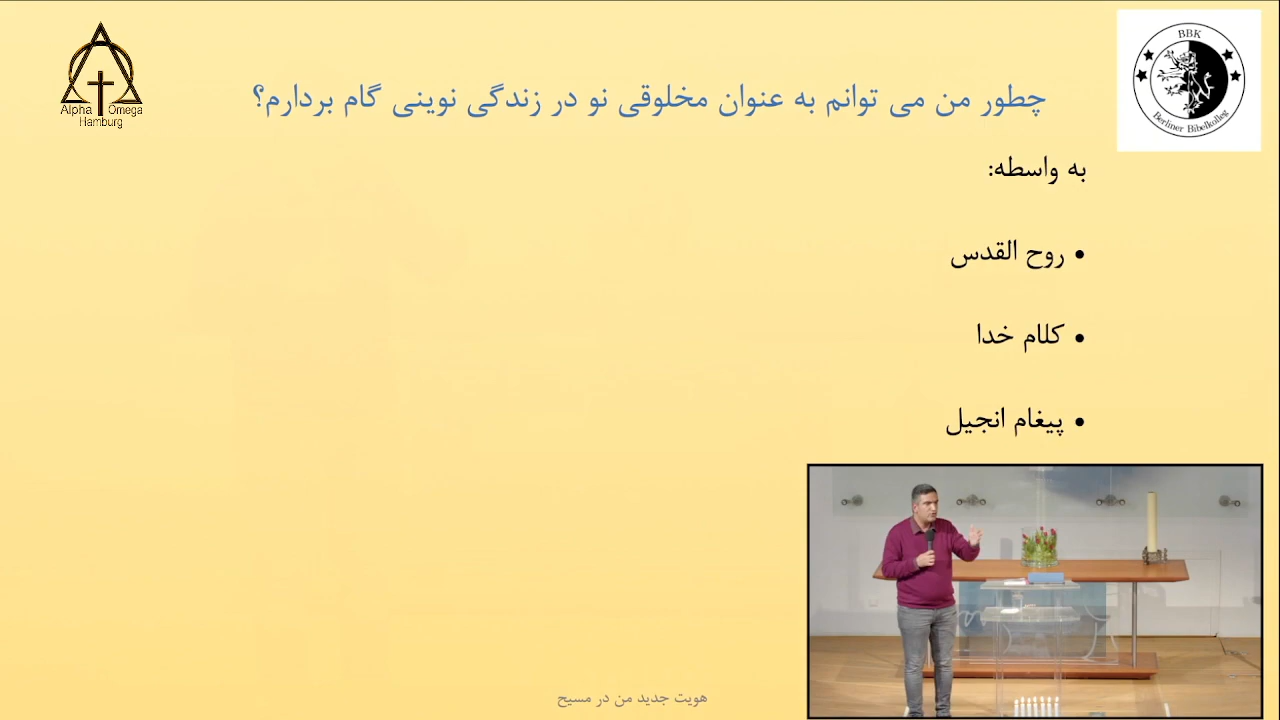 Alpha Omega
Hamburg
BBK
Berliner Bibelkolleg
چطور من می توانم به عنوان مخلوقی نو در زندگی نوینی گام بردارم؟
به واسطه:
• روح القدس
• کلام خدا
• پیغام انجیل
هویت جدید من در مسیح